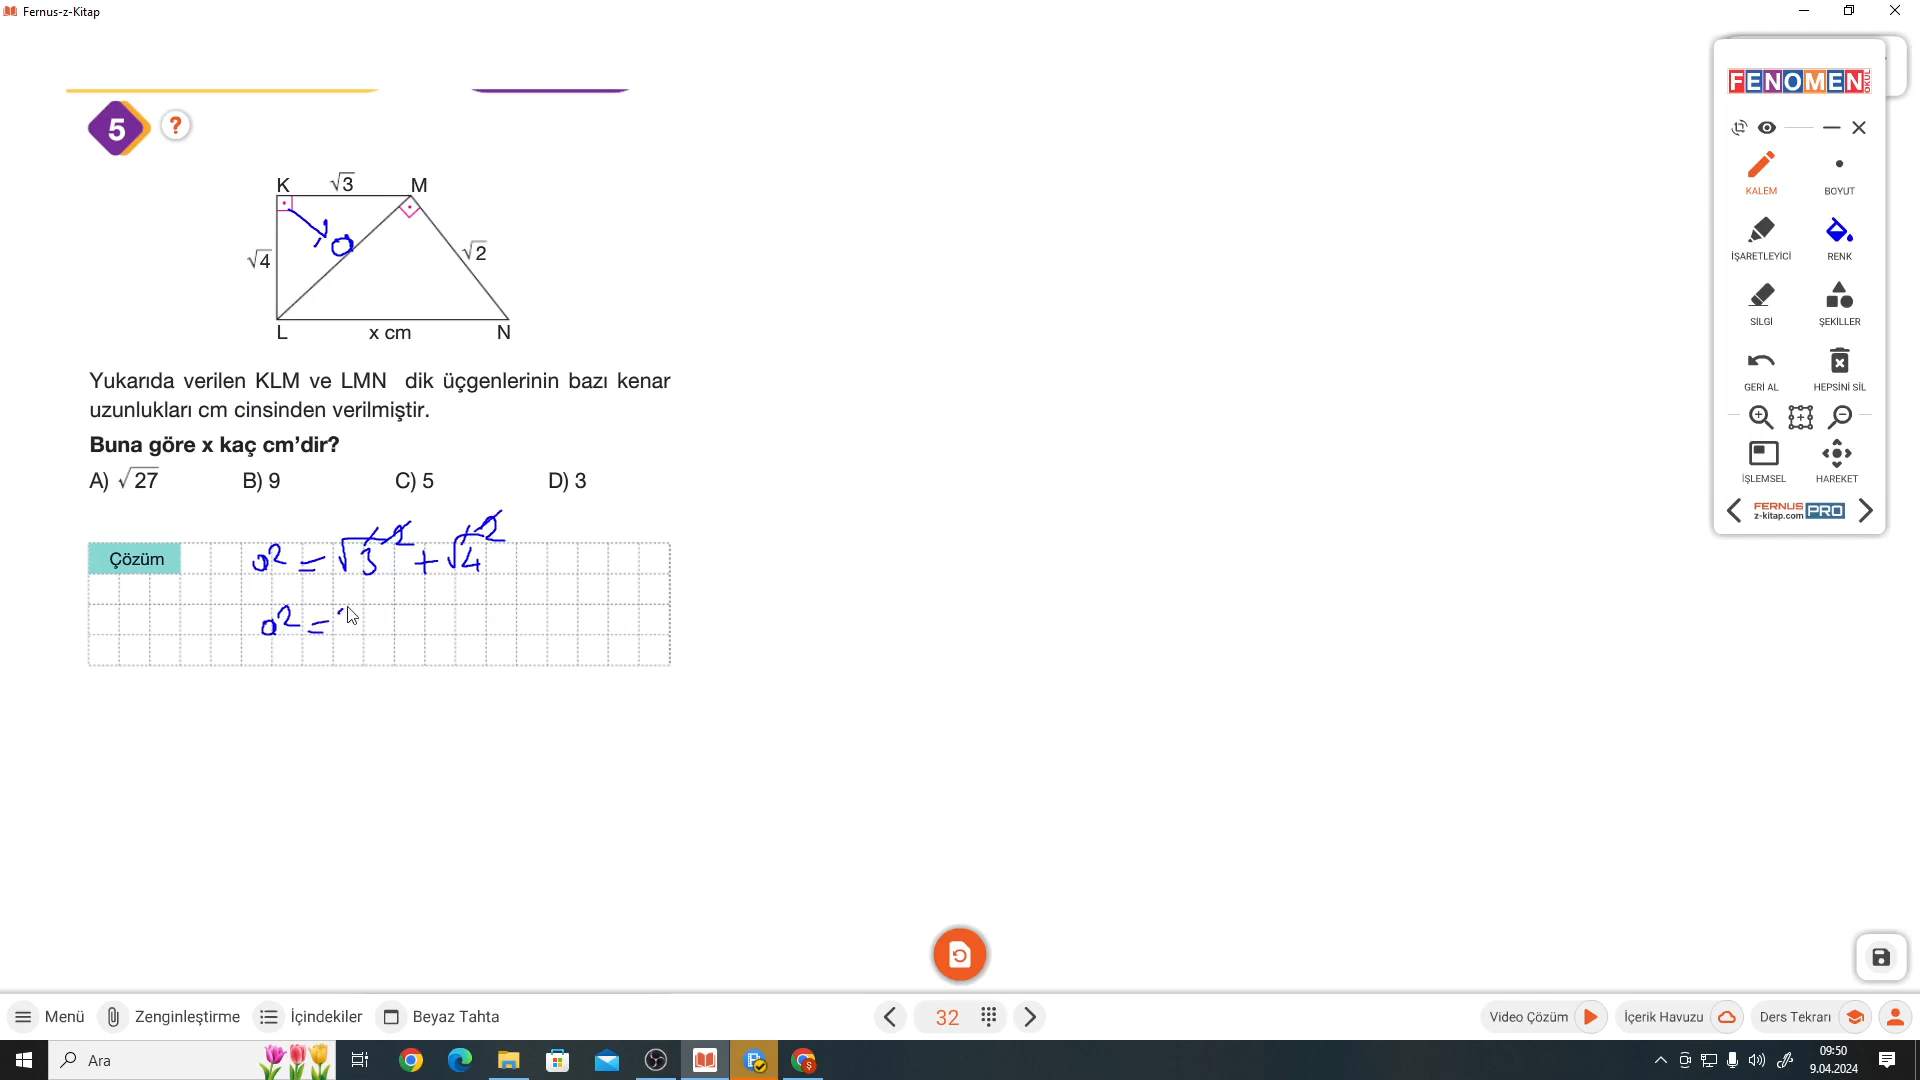 Fernus-z-Kitap
FENOMEN OKUL
5
?
K √3 M
√4
√2
a
L x cm N
KALEM BOYUT
İŞARETLEYİCİ RENK
SİLGİ ŞEKİLLER
GERİ AL HEPSİNİ SİL
İŞLEMSEL HAREKET
FERNUS
z-kitap.com PRO
Yukarıda verilen KLM ve LMN dik üçgenlerinin bazı kenar
uzunlukları cm cinsinden verilmiştir.
Buna göre x kaç cm’dir?
A) √27 B) 9 C) 5 D) 3
Çözüm
a² = √3² + √4²
a² =
Menü Zenginleştirme İçindekiler Beyaz Tahta 32 Video Çözüm İçerik Havuzu Ders Tekrarı
Ara
09:50
9.04.2024